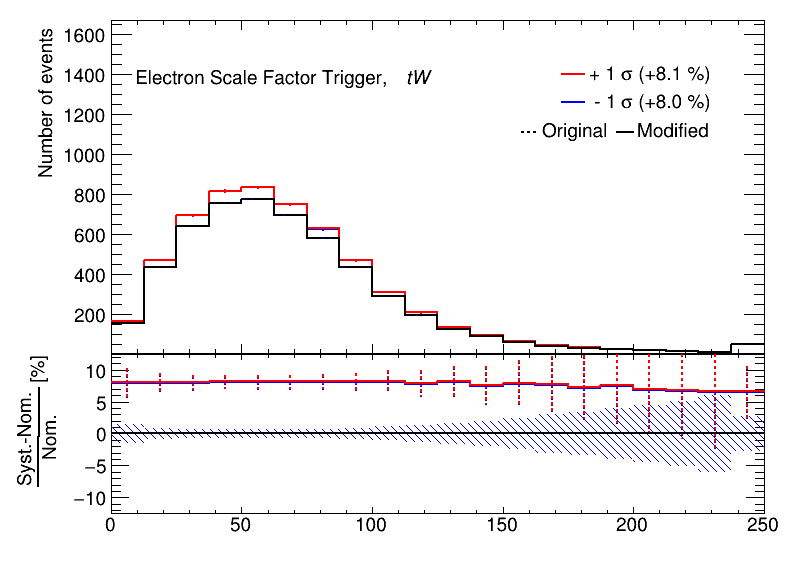 1600
1400
1200
1000
800
600
400
200
Number of events
Electron Scale Factor Trigger, tW
+ 1 σ (+8.1 %)
- 1 σ (+8.0 %)
Original Modified
10
5
0
−5
−10
Syst.-Nom.
Nom.
[%]
0 50 100 150 200 250